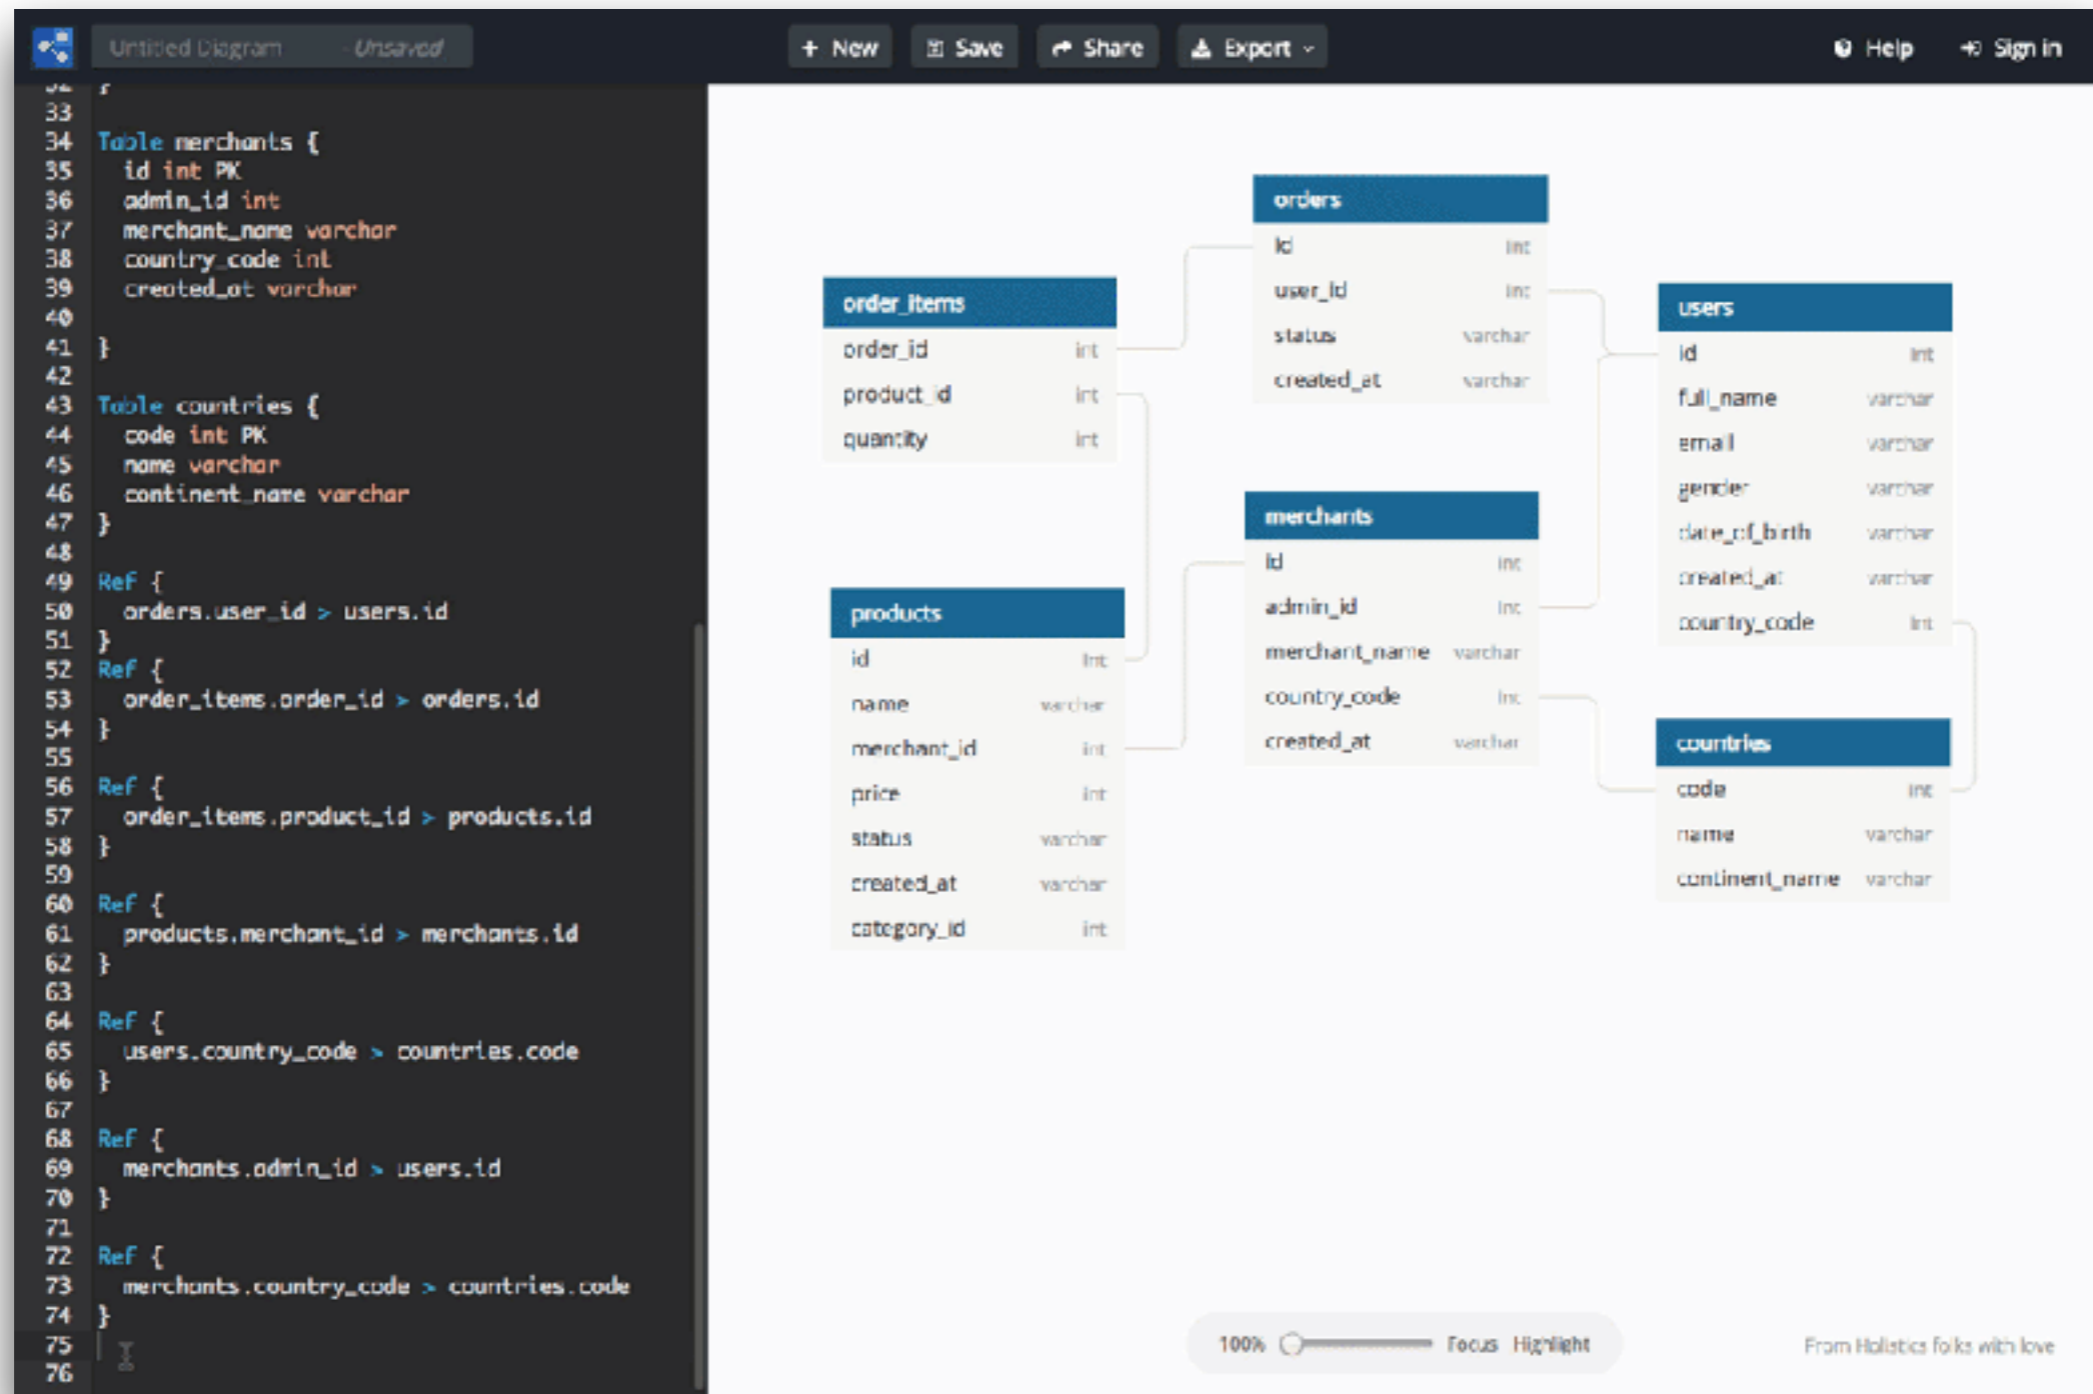 Untitled Diagram - Unsaved
+ New
Save
Share
Export
Help
Sign in
32 }
33
34 Table merchants {
35 id int PK
36 admin_id int
37 merchant_name varchar
38 country_code int
39 created_at varchar
40
41 }
42
43 Table countries {
44 code int PK
45 name varchar
46 continent_name varchar
47 }
48
49 Ref {
50 orders.user_id > users.id
51 }
52 Ref {
53 order_items.order_id > orders.id
54 }
55
56 Ref {
57 order_items.product_id > products.id
58 }
59
60 Ref {
61 products.merchant_id > merchants.id
62 }
63
64 Ref {
65 users.country_code > countries.code
66 }
67
68 Ref {
69 merchants.admin_id > users.id
70 }
71
72 Ref {
73 merchants.country_code > countries.code
74 }
75
76
order_items
order_id int
product_id int
quantity int
products
id int
name varchar
merchant_id int
price int
status varchar
created_at varchar
category_id int
orders
id int
user_id int
status varchar
created_at varchar
merchants
id int
admin_id int
merchant_name varchar
country_code int
created_at varchar
users
id int
full_name varchar
email varchar
gender varchar
date_of_birth varchar
created_at varchar
country_code int
countries
code int
name varchar
continent_name varchar
100% Focus Highlight
From Holistics folks with love